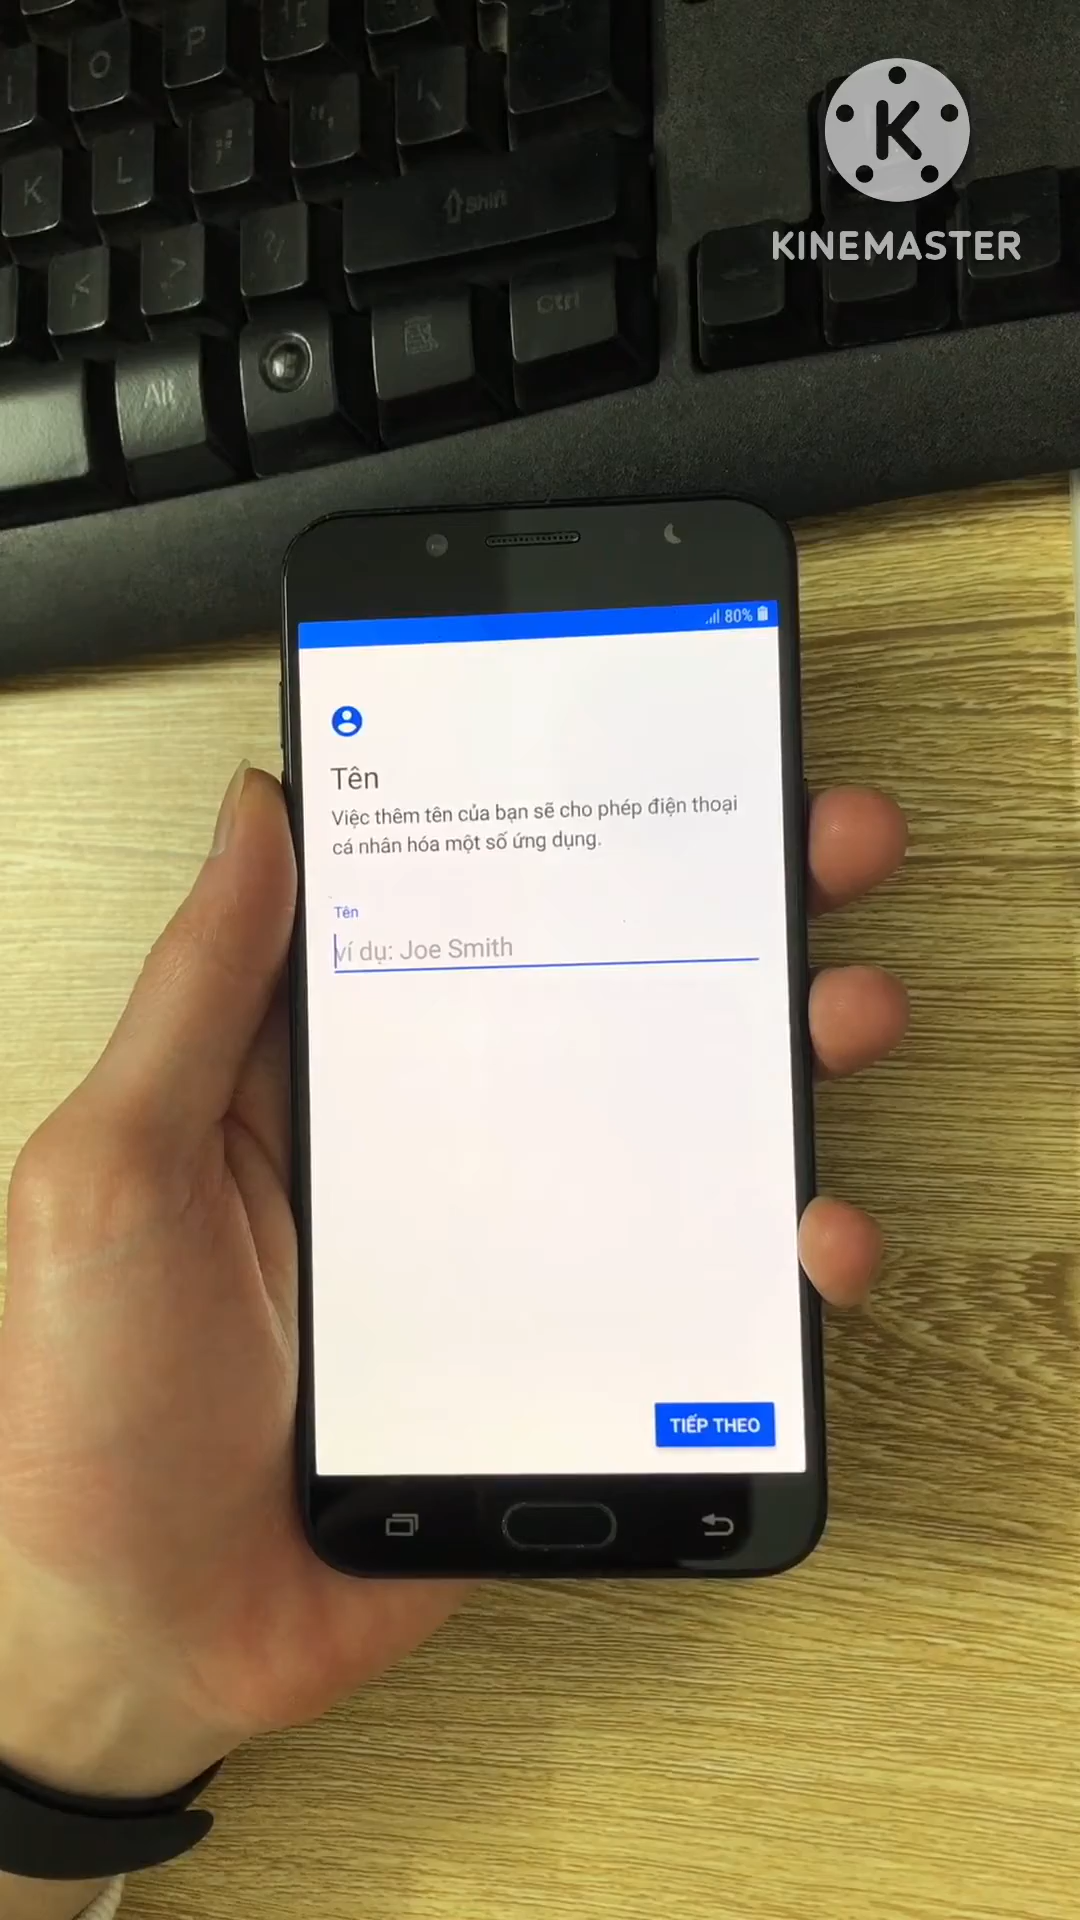 O
P
K
L
Shift
Alt
Ctrl
K
KINEMASTER
80%
Tên
Việc thêm tên của bạn sẽ cho phép điện thoại
cá nhân hóa một số ứng dụng.
Tên
ví dụ: Joe Smith
TIẾP THEO